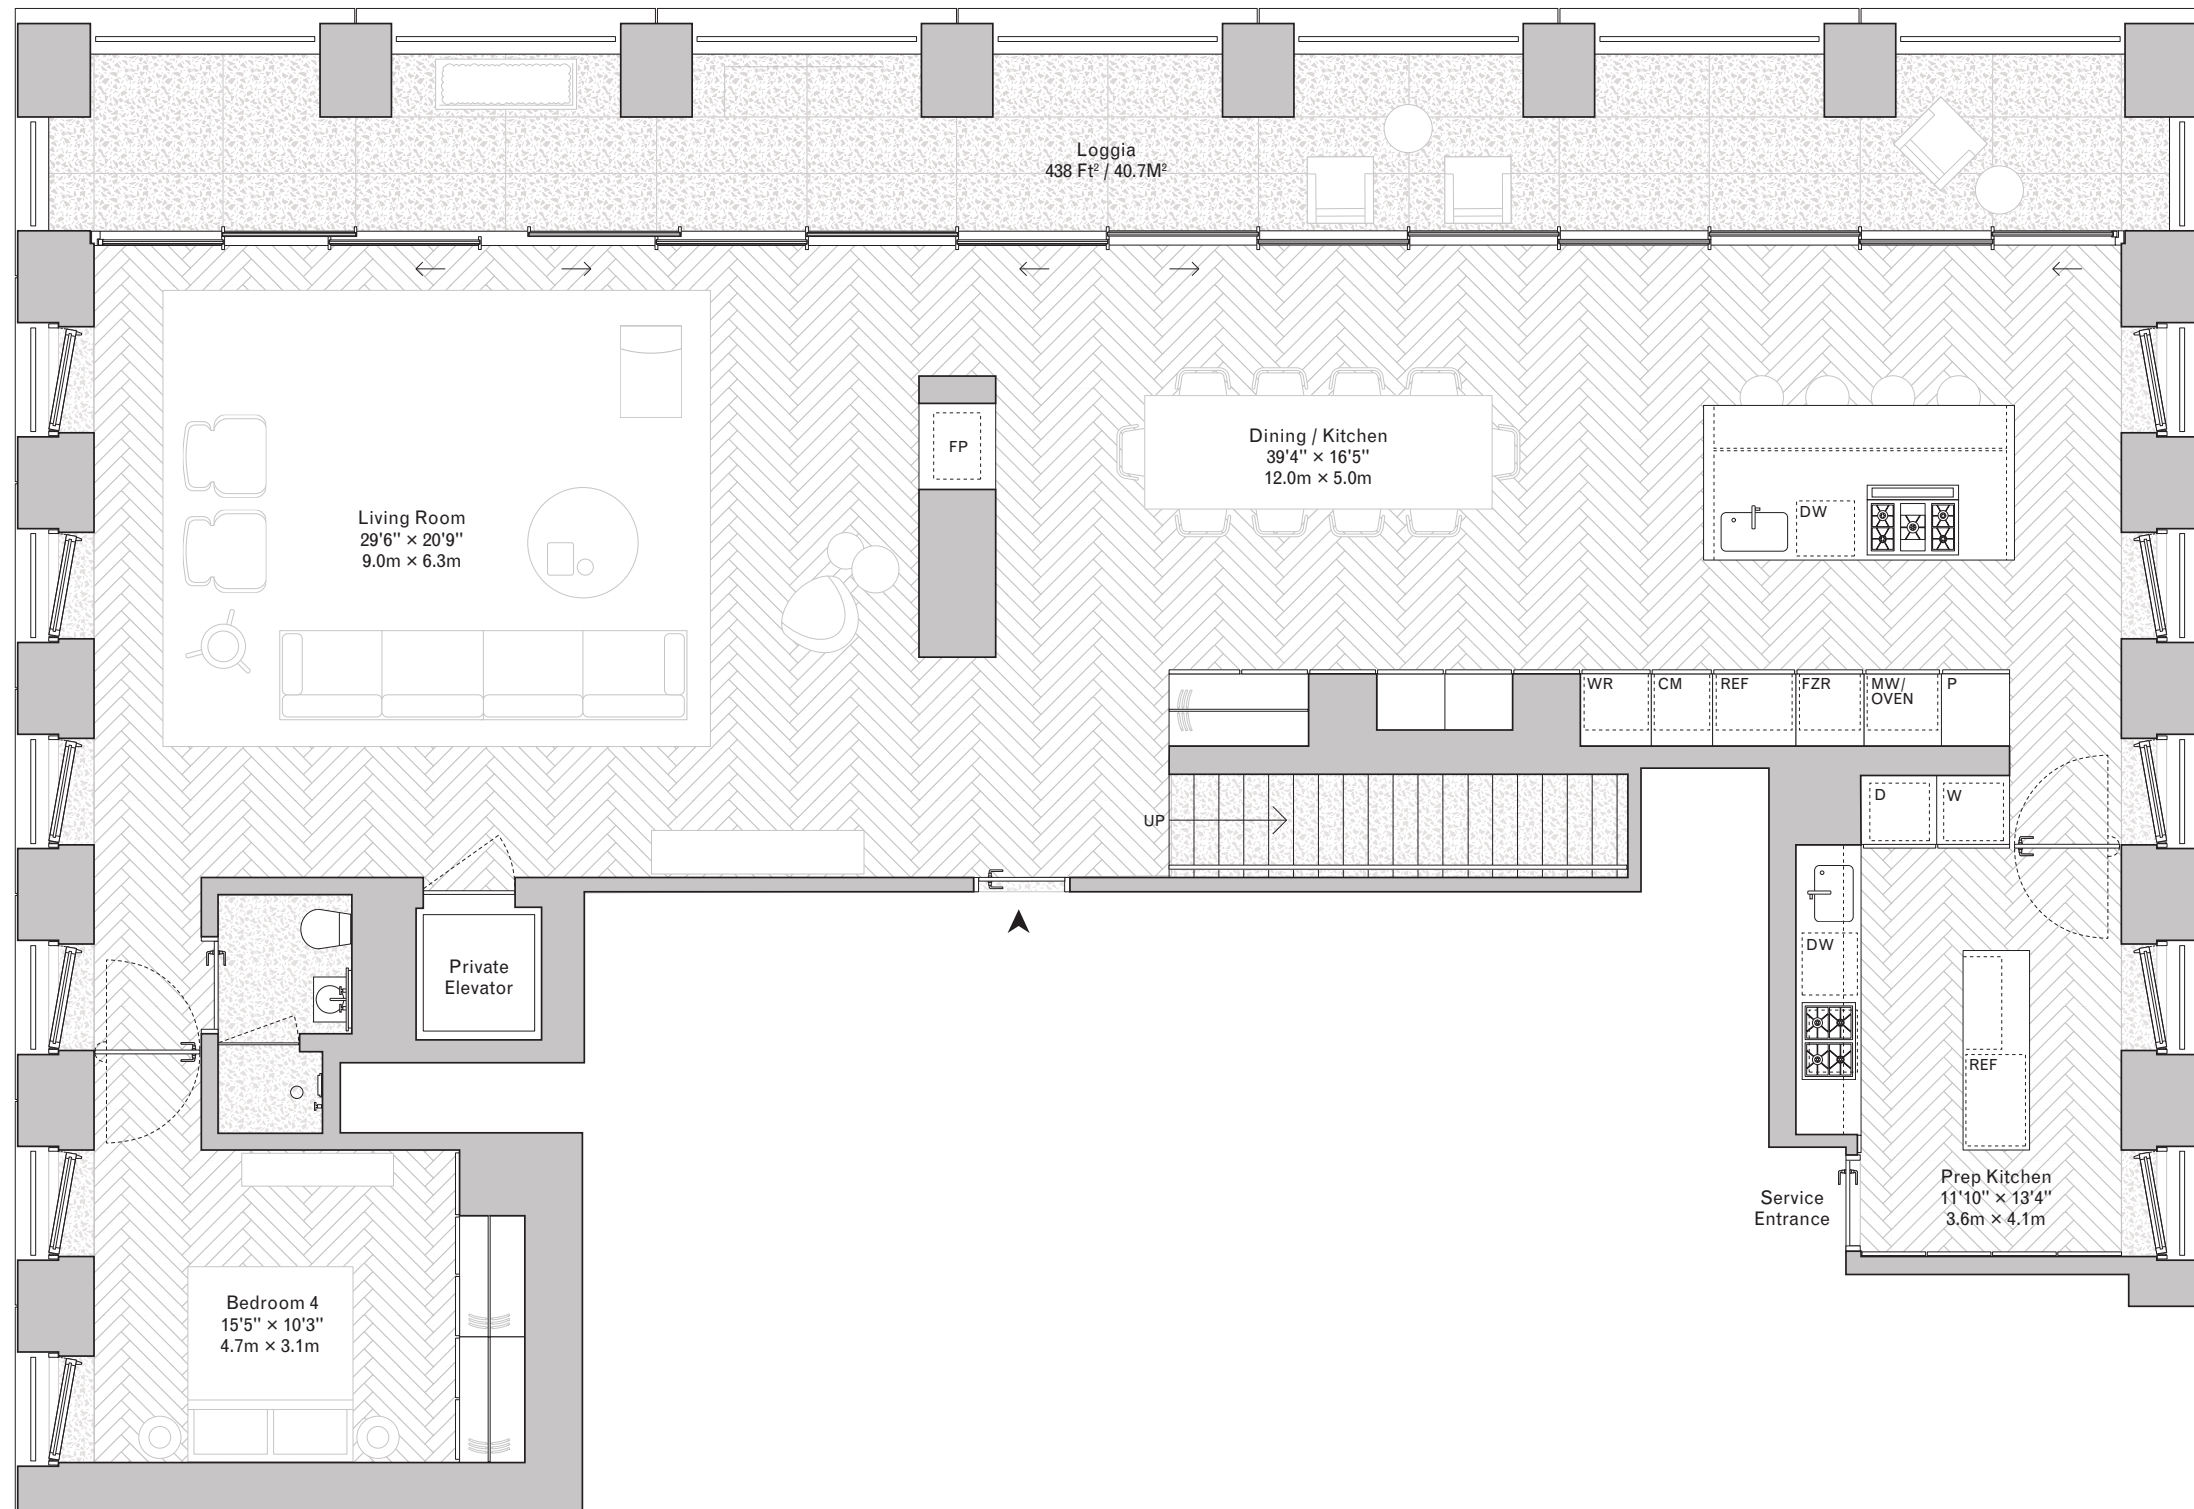 Loggia
438 Ft² / 40.7M²
Living Room
29'6" × 20'9"
9.0m × 6.3m
FP
Dining / Kitchen
39'4" × 16'5"
12.0m × 5.0m
DW
WR
CM
REF
FZR
MW/
OVEN
P
UP
D
W
Private
Elevator
DW
REF
Prep Kitchen
11'10" × 13'4"
3.6m × 4.1m
Service
Entrance
Bedroom 4
15'5" × 10'3"
4.7m × 3.1m